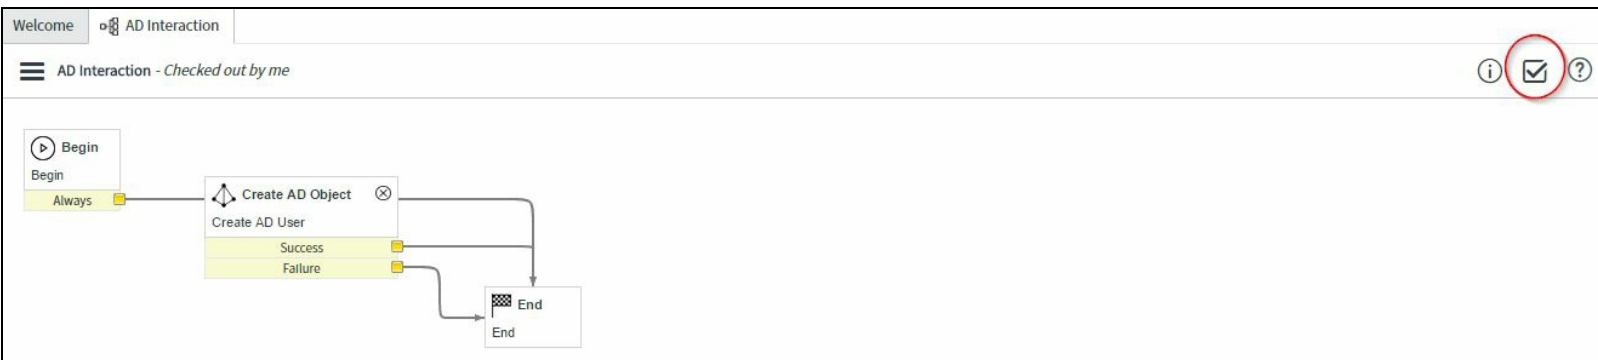 Welcome
AD Interaction
AD Interaction - Checked out by me
Begin
Begin
Always
Create AD Object
Create AD User
Success
Failure
End
End